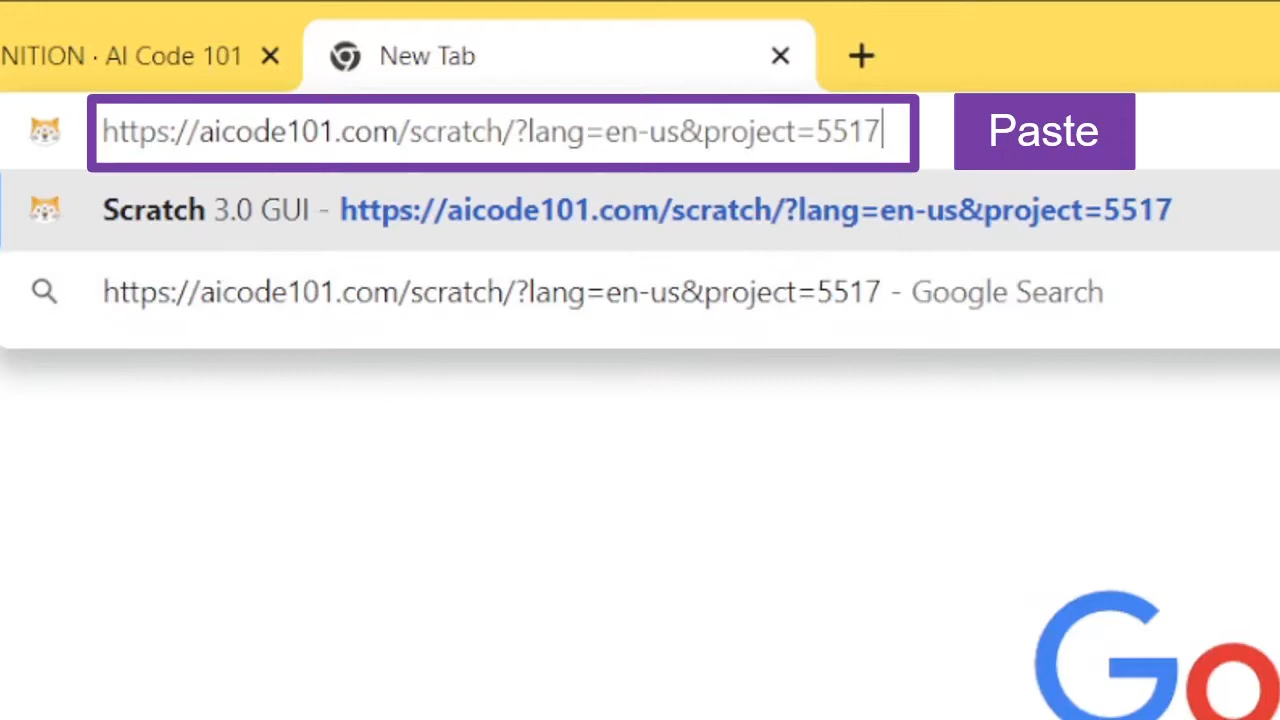 NITION · AI Code 101
New Tab
https://aicode101.com/scratch/?lang=en-us&project=5517
Paste
Scratch 3.0 GUI - https://aicode101.com/scratch/?lang=en-us&project=5517
https://aicode101.com/scratch/?lang=en-us&project=5517 - Google Search
Go